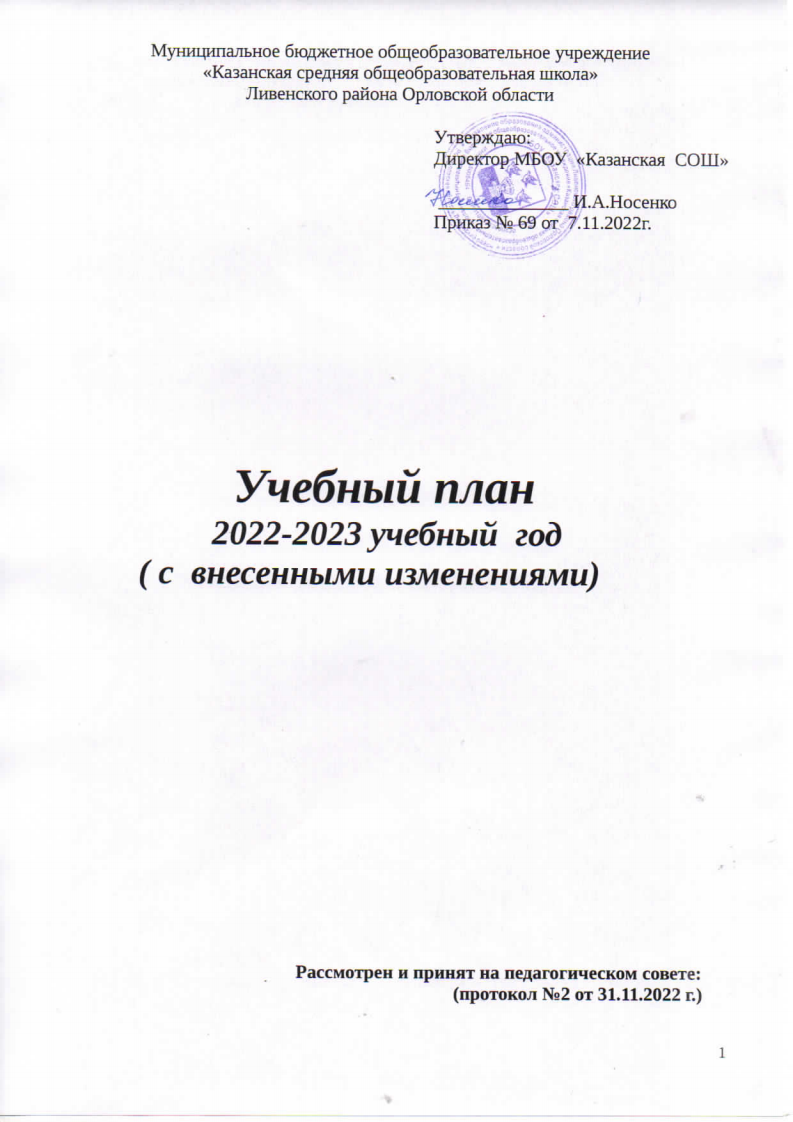 Муниципальное бюджетное общеобразовательное учреждение
«Казанская средняя общеобразовательная школа»
Ливенского района Орловской области
Утверждаю:
Директор МБОУ «Казанская СОШ»
И.А.Носенко
Приказ № 69 от 7.11.2022г.
Учебный план
2022-2023 учебный год
( с внесенными изменениями)
Рассмотрен и принят на педагогическом совете:
(протокол №2 от 31.11.2022 г.)
1